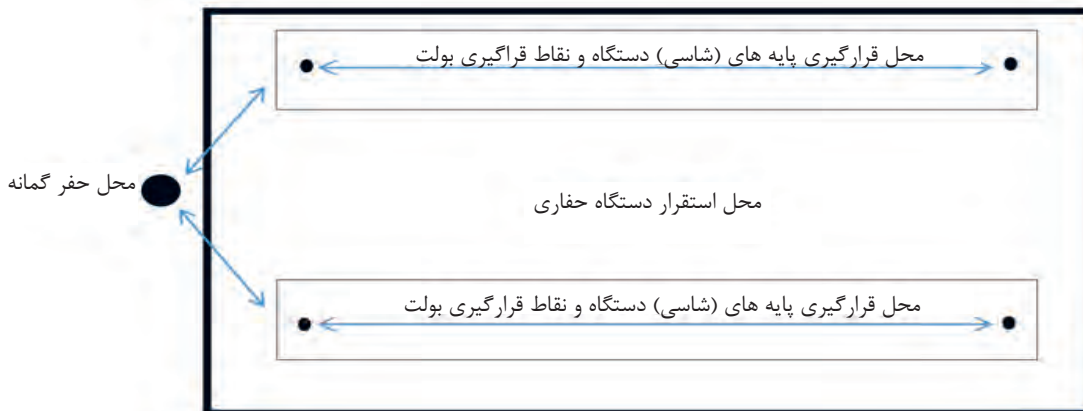 محل قرارگیری پایه های (شاسی) دستگاه و نقاط قراگیری بولت
محل حفر گمانه
محل استقرار دستگاه حفاری
محل قرارگیری پایه های (شاسی) دستگاه و نقاط قرارگیری بولت